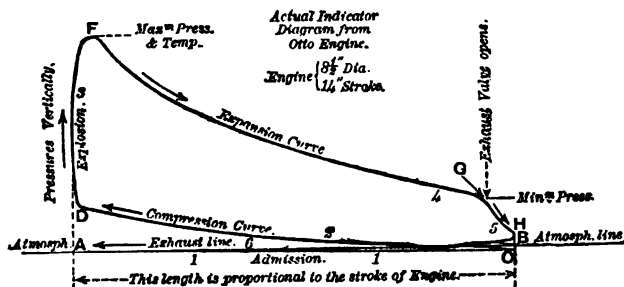 Actual Indicator
Diagram from
Otto Engine.
Engine { 8½" Dia.
14" Stroke.
F
Maxᵐ Press.
& Temp.
Pressures Vertically,
Explosion. 3
Expansion Curve
4
G
Exhaust Valve opens.
Minᵐ Press.
H
5
B
D
Compression Curve.
2
Atmosph. A
Exhaust line. 6
Atmosph. line
C
1 Admission. 1
This length is proportional to the stroke of Engine.